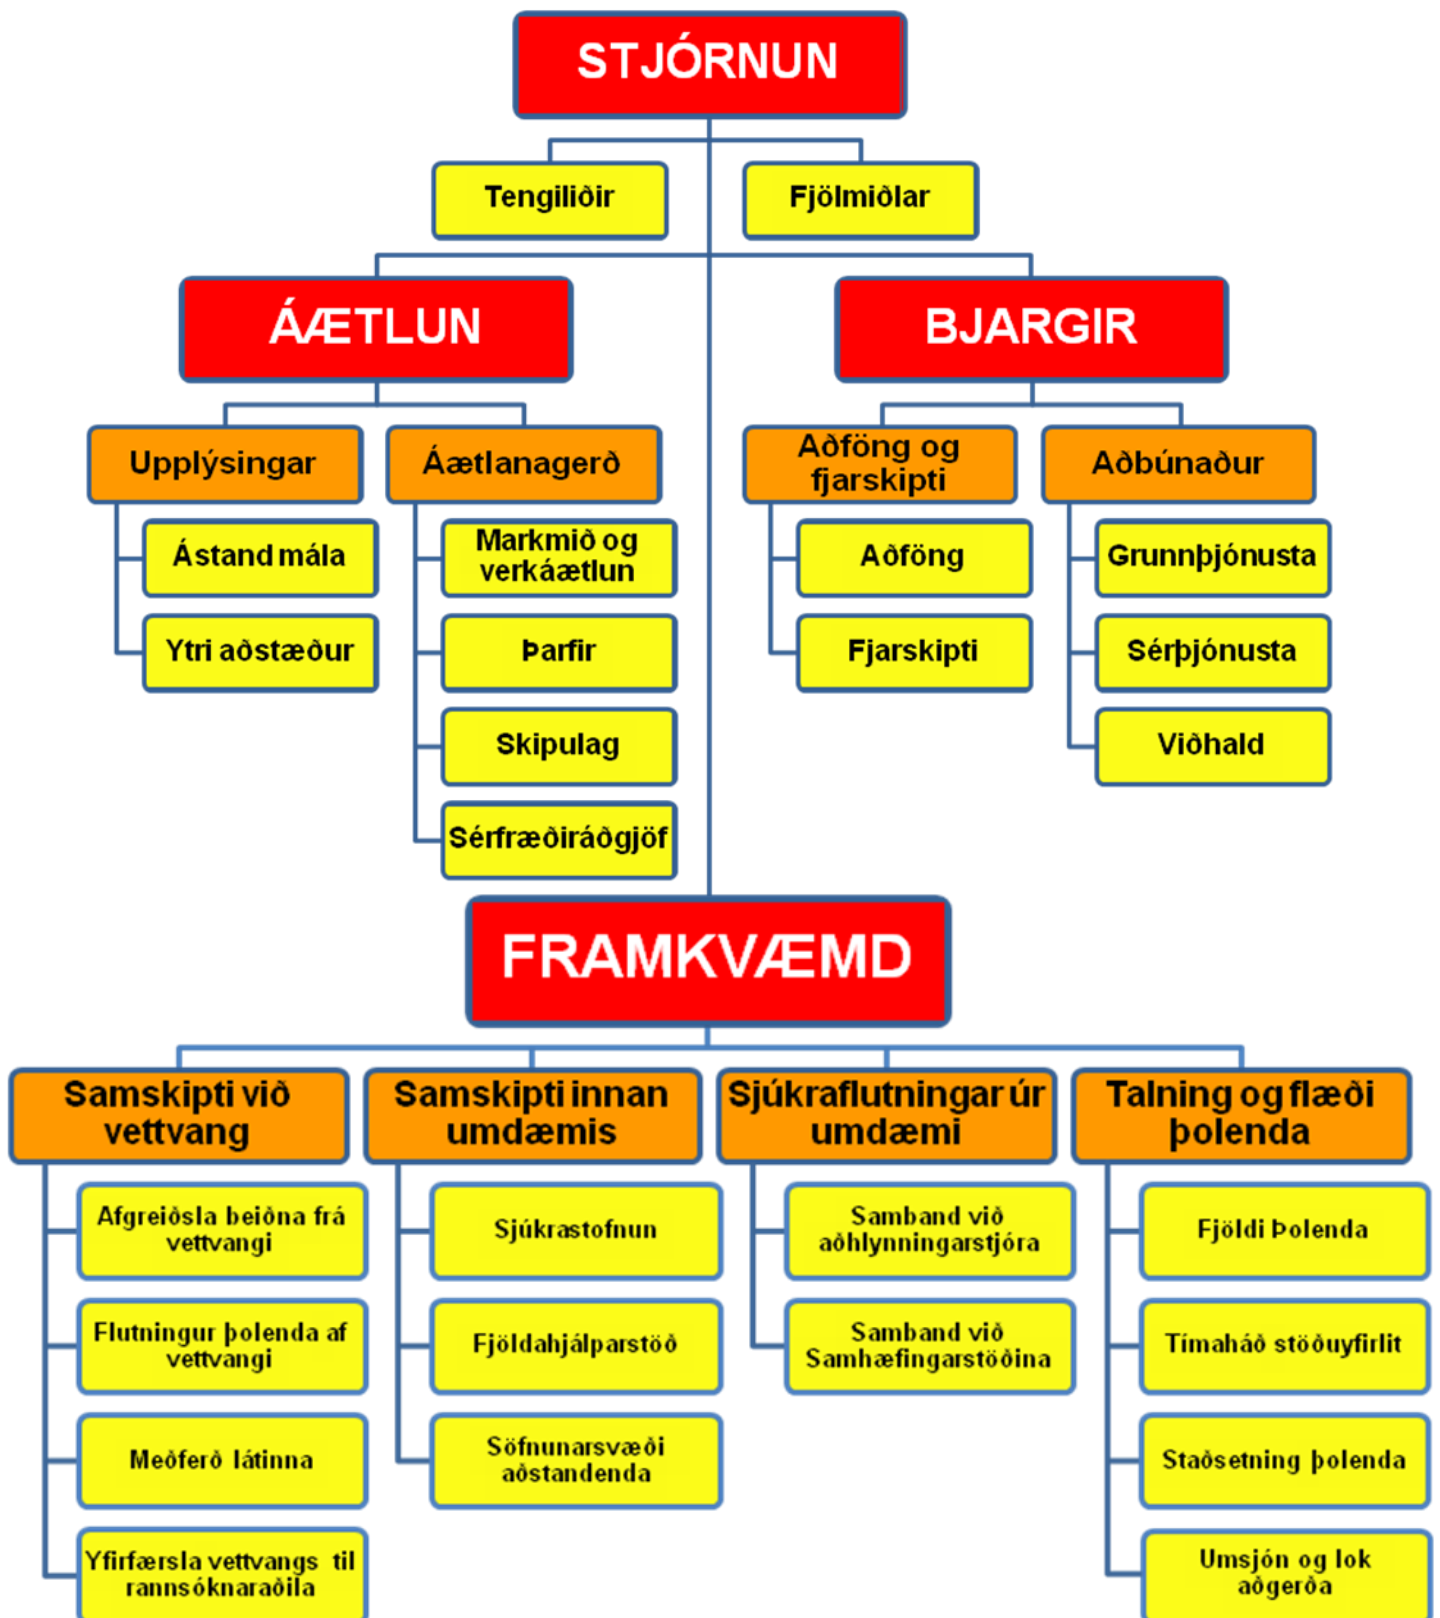 STJÓRNUN
Tengiliðir
Fjölmiðlar
ÁÆTLUN
BJARGIR
Upplýsingar
Áætlanagerð
Aðföng og
fjarskipti
Aðbúnaður
Ástand mála
Ytri aðstæður
Markmið og
verkáætlun
Þarfir
Skipulag
Sérfræðiráðgjöf
Aðföng
Fjarskipti
Grunnþjónusta
Sérþjónusta
Viðhald
FRAMKVÆMD
Samskipti við
vettvang
Afgreiðsla beiðna frá
vettvangi
Flutningur þolenda af
vettvangi
Meðferð látinna
Yfirfærsla vettvangs til
rannsóknaraðila
Samskipti innan
umdæmis
Sjúkrastofnun
Fjöldahjálparstöð
Söfnunarsvæði
aðstandenda
Sjúkraflutningar úr
umdæmi
Samband við
aðhlynningarstjóra
Samband við
Samhæfingarstöðina
Talning og flæði
þolenda
Fjöldi Þolenda
Tímaháð stöðuyfirlit
Staðsetning þolenda
Umsjón og lok
aðgerða